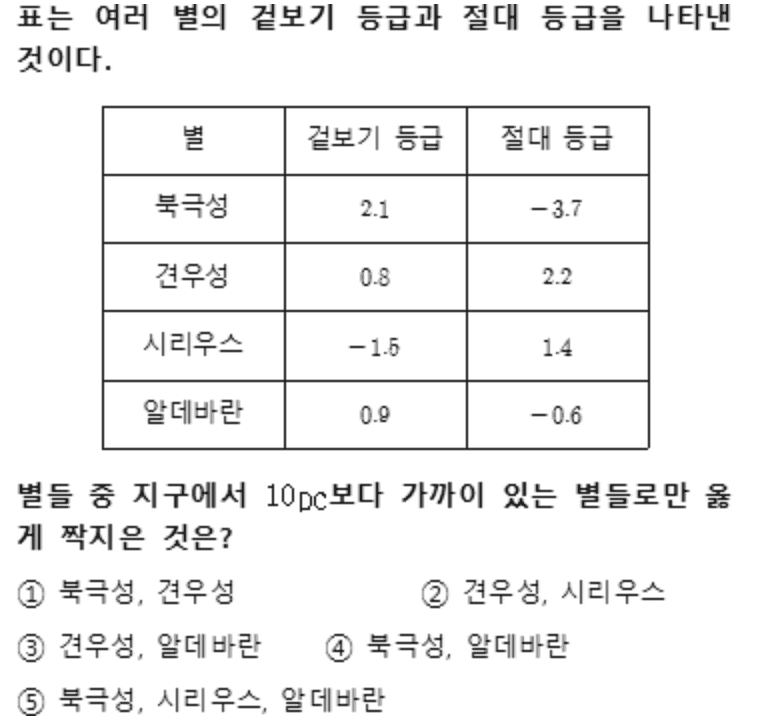 표는 여러 별의 겉보기 등급과 절대 등급을 나타낸
것이다.
별 겉보기 등급 절대 등급
북극성 2.1 -3.7
견우성 0.8 2.2
시리우스 -1.5 1.4
알데바란 0.9 -0.6
별들 중 지구에서 10pc보다 가까이 있는 별들로만 옳
게 짝지은 것은?
① 북극성, 견우성 ② 견우성, 시리우스
③ 견우성, 알데바란 ④ 북극성, 알데바란
⑤ 북극성, 시리우스, 알데바란